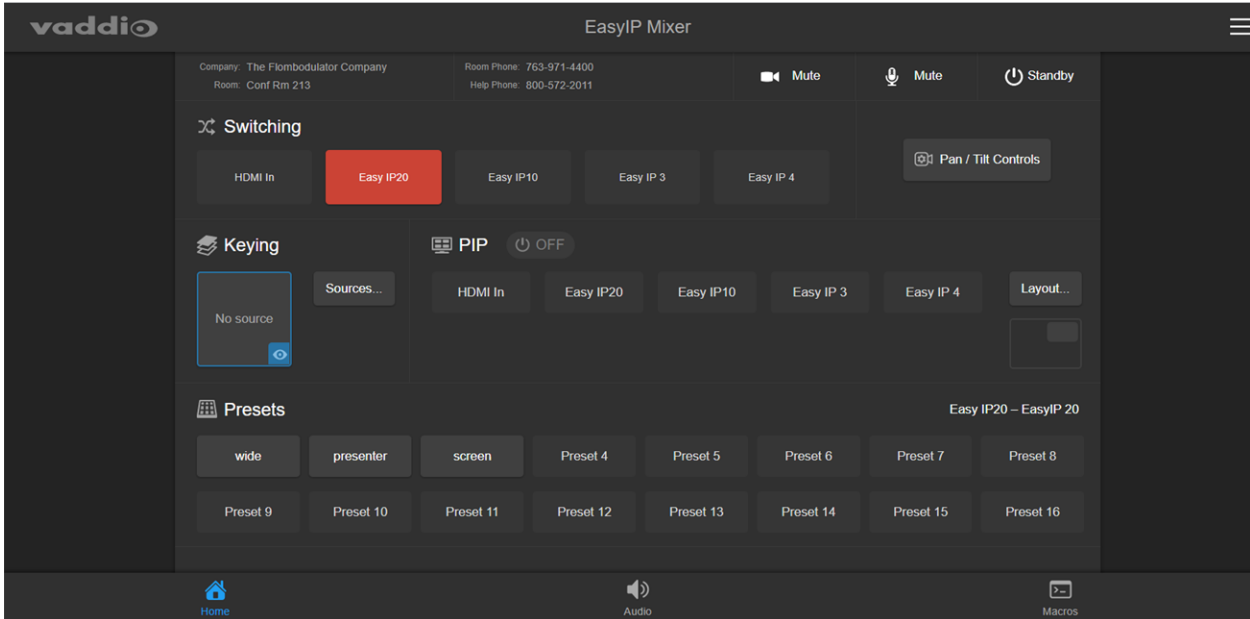 vaddio
EasyIP Mixer
Company: The Flombodulator Company
Room: Conf Rm 213
Room Phone: 763-971-4400
Help Phone: 800-572-2011
Mute
Mute
Standby
Switching
HDMI In
Easy IP20
Easy IP10
Easy IP 3
Easy IP 4
Pan / Tilt Controls
Keying
No source
Sources...
PIP
OFF
HDMI In
Easy IP20
Easy IP10
Easy IP 3
Easy IP 4
Layout...
Presets
Easy IP20 – EasyIP 20
wide
presenter
screen
Preset 4
Preset 5
Preset 6
Preset 7
Preset 8
Preset 9
Preset 10
Preset 11
Preset 12
Preset 13
Preset 14
Preset 15
Preset 16
Home
Audio
Macros